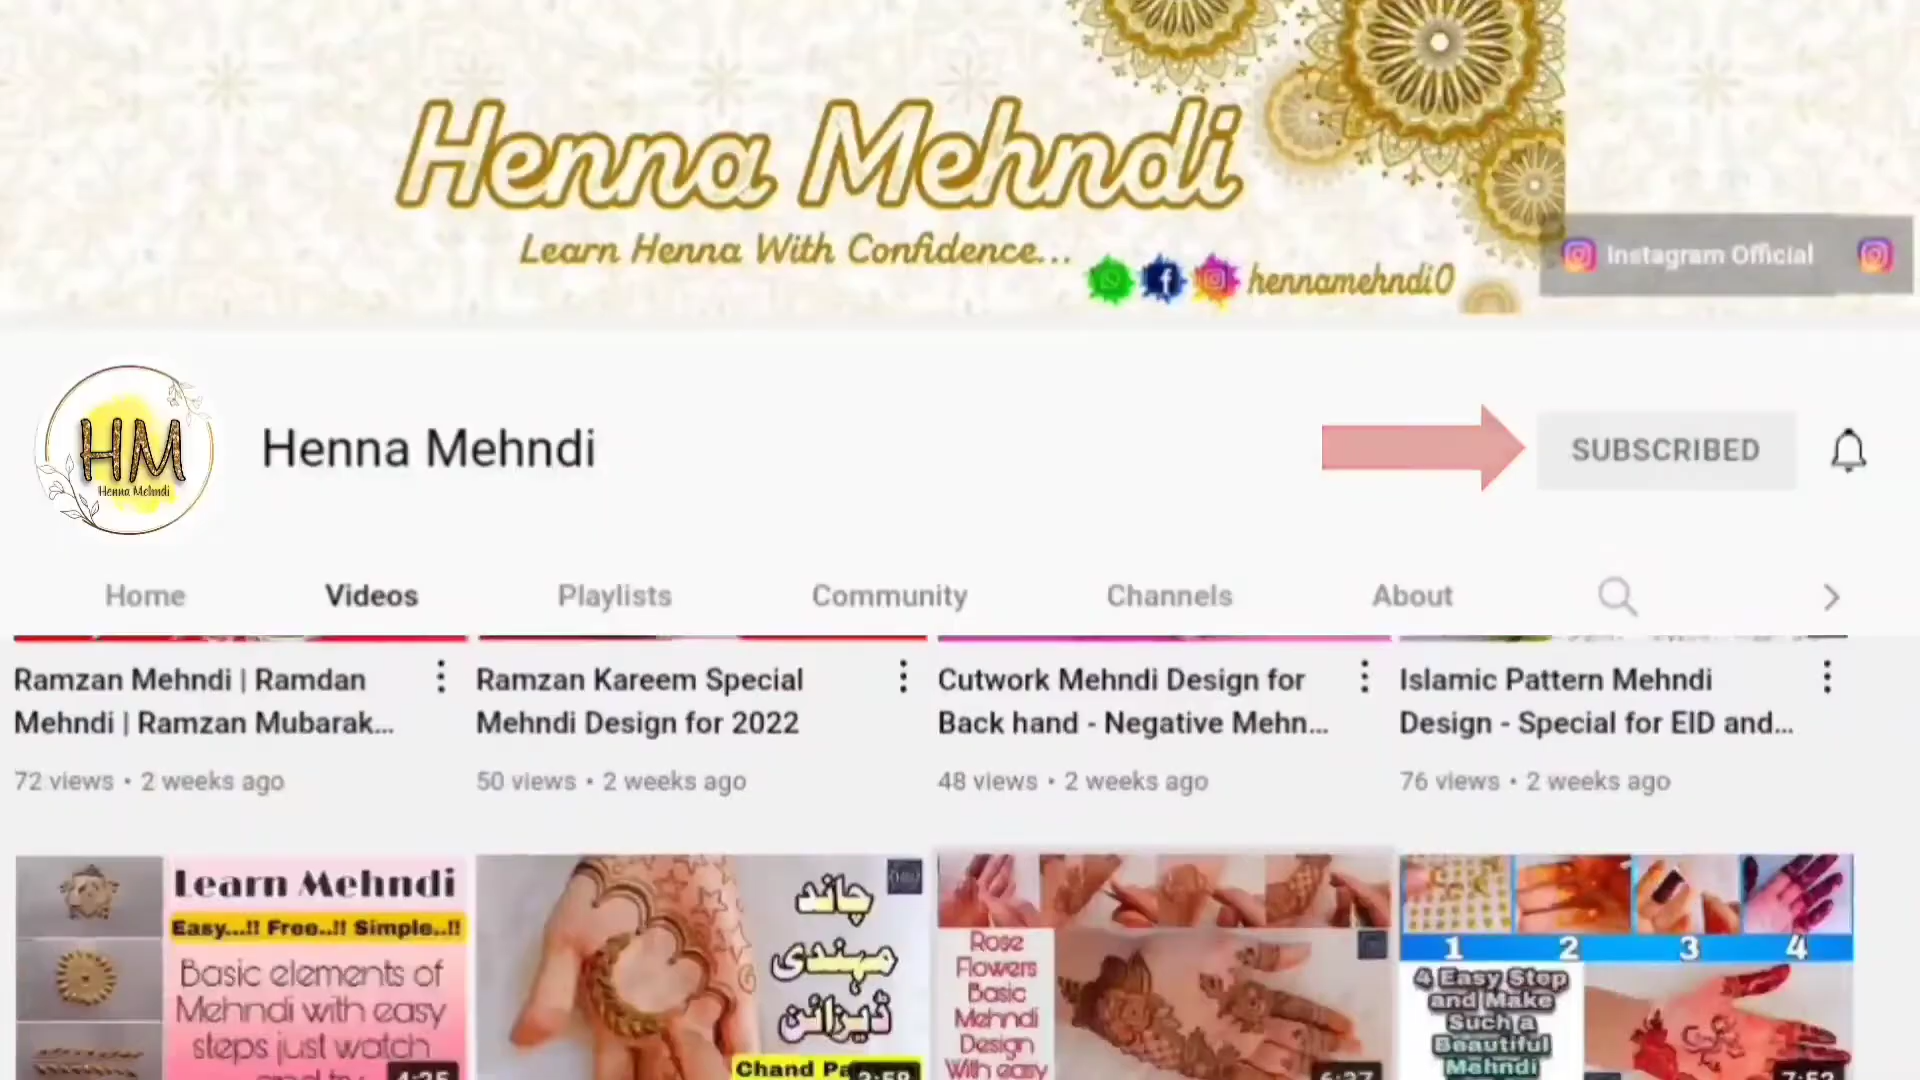 Henna Mehndi
Learn Henna With Confidence...
hennamehndi0
Instagram Official
HM
Henna Mehndi
Henna Mehndi
SUBSCRIBED
Home
Videos
Playlists
Community
Channels
About
Ramzan Mehndi | Ramdan
Mehndi | Ramzan Mubarak...
72 views • 2 weeks ago
Ramzan Kareem Special
Mehndi Design for 2022
50 views • 2 weeks ago
Cutwork Mehndi Design for
Back hand - Negative Mehn...
48 views • 2 weeks ago
Islamic Pattern Mehndi
Design - Special for EID and...
76 views • 2 weeks ago
Learn Mehndi
Easy...!! Free..!! Simple..!!
Basic elements of
Mehndi with easy
steps just watch
چاند
مہندی
ڈیزائن
Chand
Rose
Flowers
Basic
Mehndi
Design
With easy
1 2 3 4
4 Easy Step
and Make
Such a
Beautiful
Mehndi